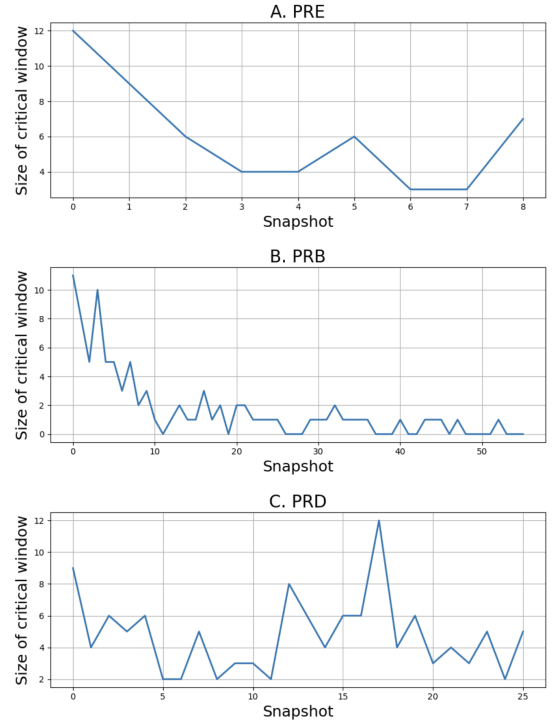 A. PRE
Size of critical window
12
10
8
6
4
0 1 2 3 4 5 6 7 8
Snapshot
B. PRB
Size of critical window
10
8
6
4
2
0
0 10 20 30 40 50
Snapshot
C. PRD
Size of critical window
12
10
8
6
4
2
0 5 10 15 20 25
Snapshot